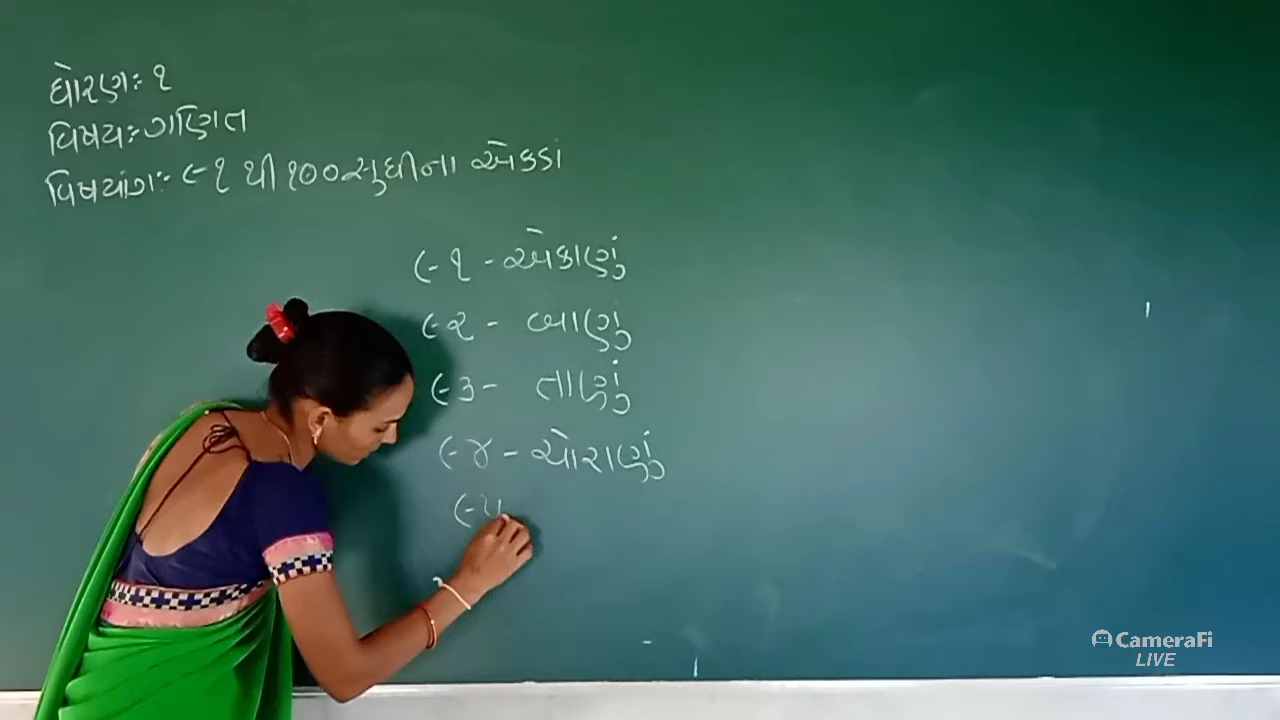 ધોરણઃ ૧
વિષયઃ ગણિત
વિષયાંગઃ ૯૧ થી ૧૦૦ સુધીના એકડાં
૯૧ - એકાણું
૯૨ - બાણું
૯૩ - તાણું
૯૪ - ચોરાણું
૯૫
CameraFi
LIVE